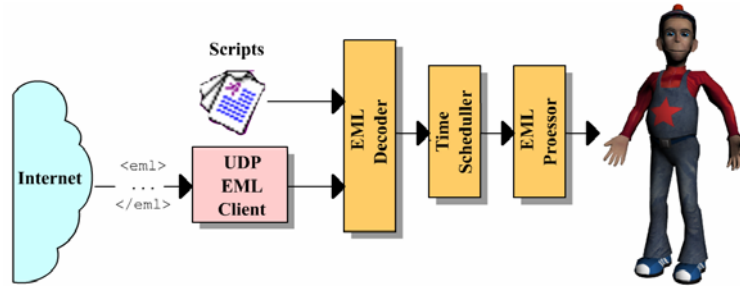 Scripts
Internet
<eml>
...
</eml>
UDP
EML
Client
EML
Decoder
Time
Scheduller
EML
Proessor